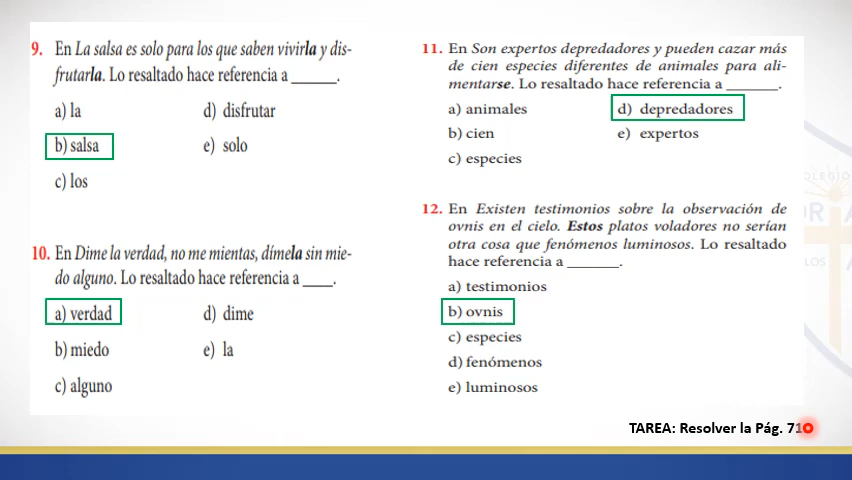 9. En La salsa es solo para los que saben vivirla y dis-
frutarla. Lo resaltado hace referencia a ______.
a) la
d) disfrutar
b) salsa
e) solo
c) los
10. En Dime la verdad, no me mientas, dímela sin mie-
do alguno. Lo resaltado hace referencia a ____.
a) verdad
d) dime
b) miedo
e) la
c) alguno
11. En Son expertos depredadores y pueden cazar más
de cien especies diferentes de animales para ali-
mentarse. Lo resaltado hace referencia a _______.
a) animales
d) depredadores
b) cien
e) expertos
c) especies
12. En Existen testimonios sobre la observación de
ovnis en el cielo. Estos platos voladores no serían
otra cosa que fenómenos luminosos. Lo resaltado
hace referencia a _______.
a) testimonios
b) ovnis
c) especies
d) fenómenos
e) luminosos
TAREA: Resolver la Pág. 71